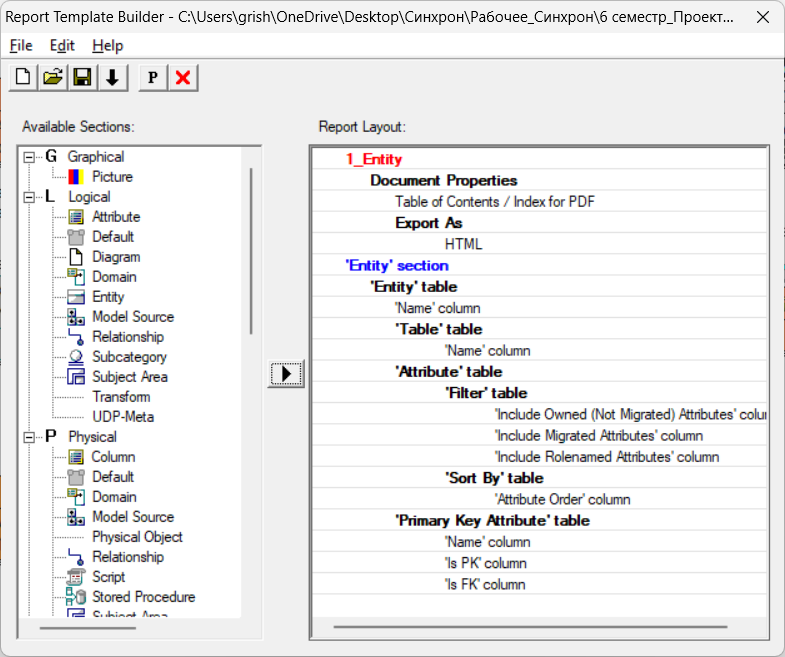 Report Template Builder - C:\Users\grish\OneDrive\Desktop\Синхрон\Рабочее_Синхрон\6 семестр_Проект...
File Edit Help
P
Available Sections:
G Graphical
Picture
L Logical
Attribute
Default
Diagram
Domain
Entity
Model Source
Relationship
Subcategory
Subject Area
Transform
UDP-Meta
P Physical
Column
Default
Domain
Model Source
Physical Object
Relationship
Script
Stored Procedure
Subject Area
Report Layout:
1_Entity
Document Properties
Table of Contents / Index for PDF
Export As
HTML
'Entity' section
'Entity' table
'Name' column
'Table' table
'Name' column
'Attribute' table
'Filter' table
'Include Owned (Not Migrated) Attributes' colu
'Include Migrated Attributes' column
'Include Rolenamed Attributes' column
'Sort By' table
'Attribute Order' column
'Primary Key Attribute' table
'Name' column
'Is PK' column
'Is FK' column